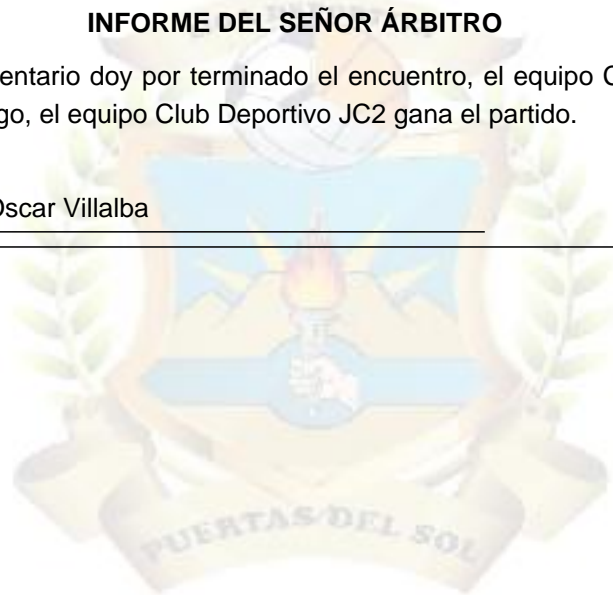 INFORME DEL SEÑOR ÁRBITRO
entario doy por terminado el encuentro, el equipo C
go, el equipo Club Deportivo JC2 gana el partido.
Oscar Villalba
PUERTAS DEL SOL